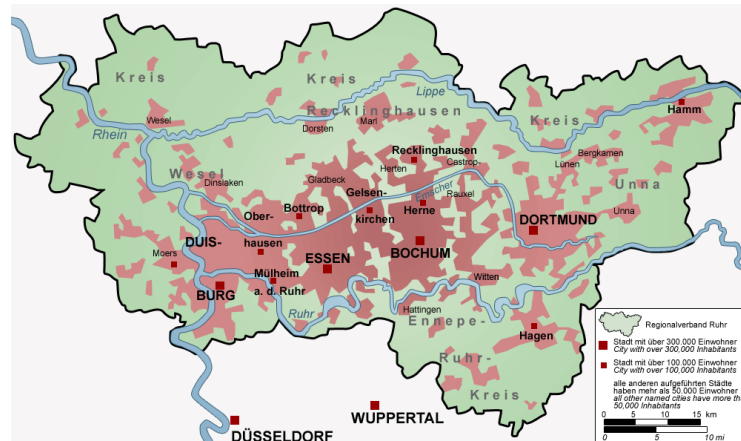 Kreis
Kreis
Lippe
Recklinghausen
Hamm
Rhein
Wesel
Dorsten
Marl
Kreis
Recklinghausen
Castrop-
Rauxel
Herten
Lünen
Bergkamen
Wesel
Dinslaken
Gladbeck
Gelsen-
kirchen
Emscher
Herne
Unna
Unna
Ober-
hausen
Bottrop
DUIS-
BURG
DORTMUND
Moers
ESSEN
BOCHUM
Mülheim
a. d. Ruhr
Witten
Ruhr
Hattingen
Ennepe-
Ruhr-
Kreis
Hagen
WUPPERTAL
DÜSSELDORF
Regionalverband Ruhr
Stadt mit über 300.000 Einwohner
City with over 300,000 Inhabitants
Stadt mit über 100.000 Einwohner
City with over 100,000 Inhabitants
alle anderen aufgeführten Städte
haben mehr als 50.000 Einwohner
all other named cities have more tha
50,000 Inhabitants
0 5 10 15 km
0 5 10 mi